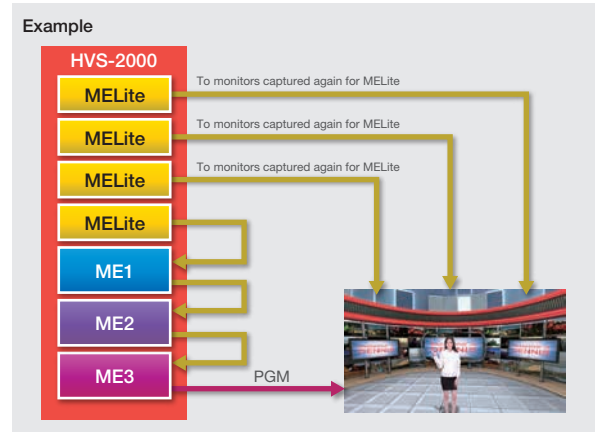 Example
HVS-2000
MELite
To monitors captured again for MELite
MELite
To monitors captured again for MELite
MELite
To monitors captured again for MELite
MELite
ME1
ME2
ME3
PGM